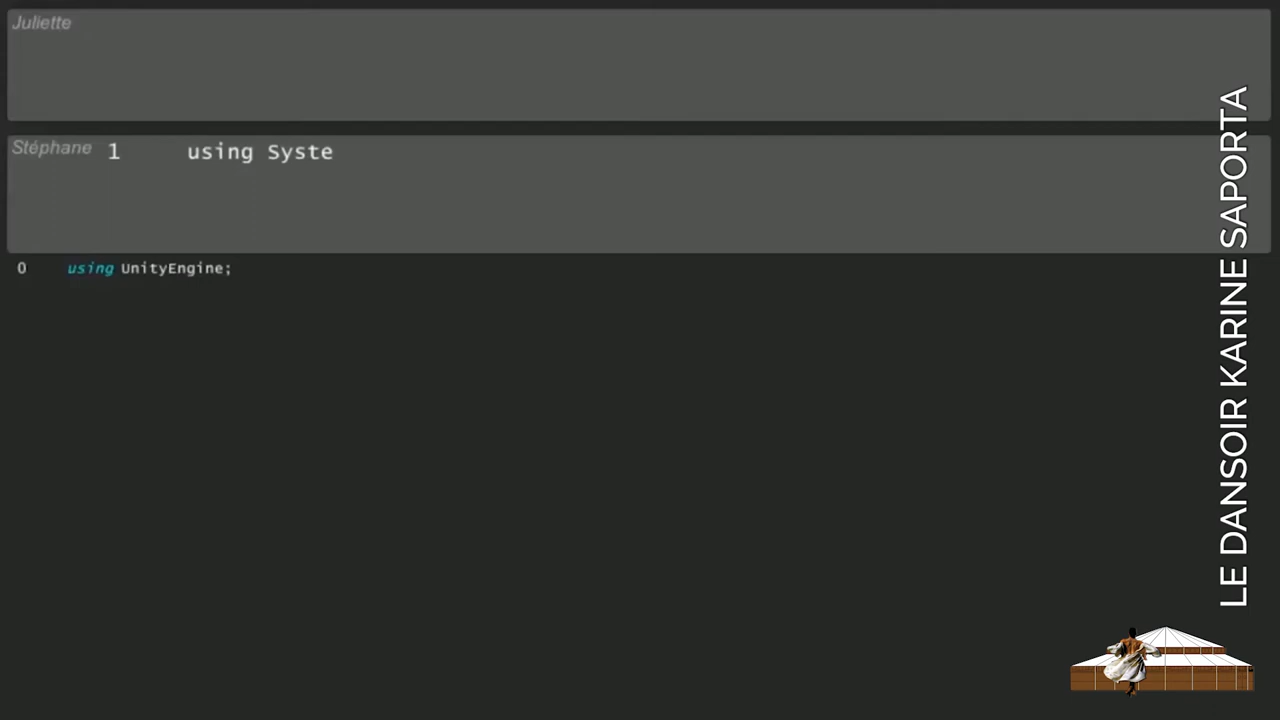 Juliette
Stéphane 1 using Syste
0 using UnityEngine;
LE DANSOIR KARINE SAPORTA